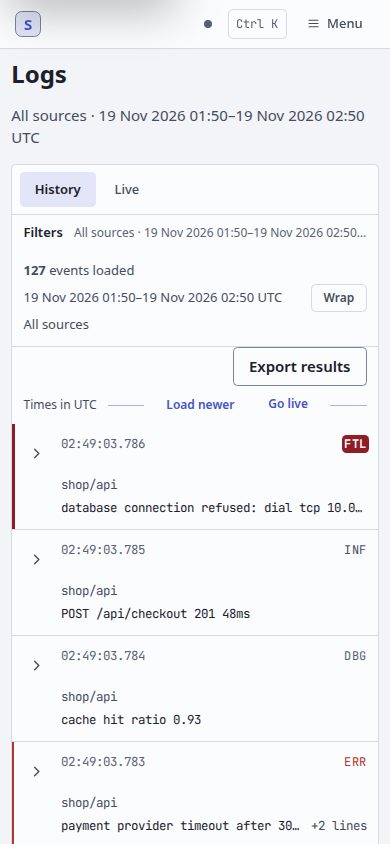 S
Ctrl K
Menu
Logs
All sources · 19 Nov 2026 01:50–19 Nov 2026 02:50
UTC
History
Live
Filters All sources · 19 Nov 2026 01:50–19 Nov 2026 02:50…
127 events loaded
19 Nov 2026 01:50–19 Nov 2026 02:50 UTC
Wrap
All sources
Export results
Times in UTC
Load newer
Go live
02:49:03.786 FTL
shop/api
database connection refused: dial tcp 10.0…
02:49:03.785 INF
shop/api
POST /api/checkout 201 48ms
02:49:03.784 DBG
shop/api
cache hit ratio 0.93
02:49:03.783 ERR
shop/api
payment provider timeout after 30… +2 lines